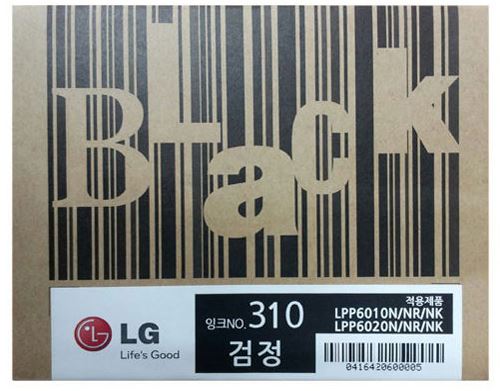 Black
LG
Life's Good
잉크NO. 310
검정
적용제품
LPP6010N/NR/NK
LPP6020N/NR/NK
0416420600005